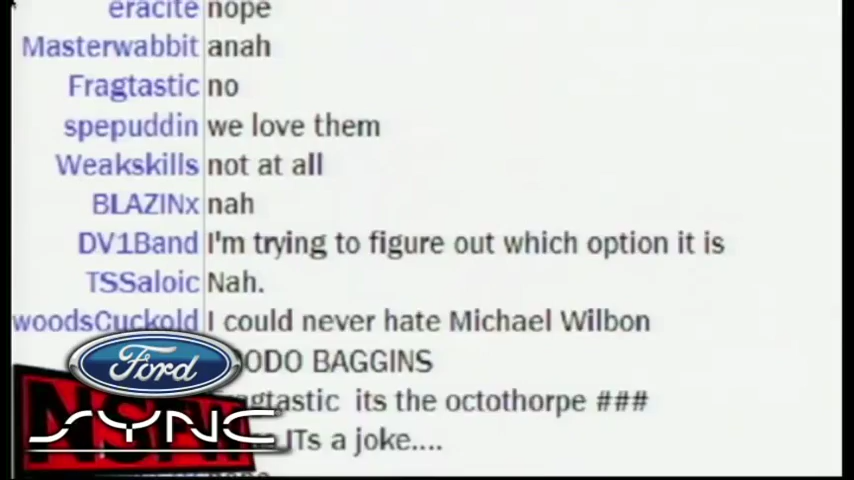 eracite nope
Masterwabbit anah
Fragtastic no
spepuddin we love them
Weakskills not at all
BLAZINx nah
DV1Band I'm trying to figure out which option it is
TSSaloic Nah.
woodsCuckold I could never hate Michael Wilbon
ODO BAGGINS
agtastic its the octothorpe ###
ITs a joke....
Ford
SYNC